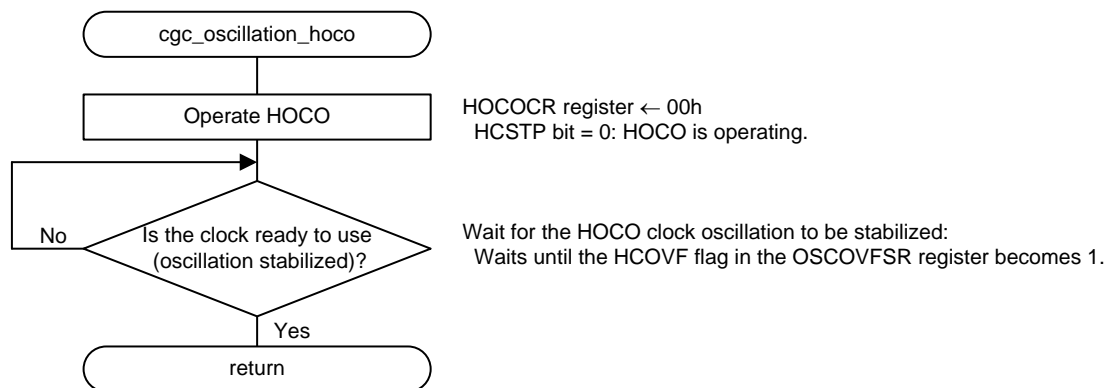 cgc_oscillation_hoco
Operate HOCO
HOCOCR register ← 00h
HCSTP bit = 0: HOCO is operating.
No
Is the clock ready to use
(oscillation stabilized)?
Wait for the HOCO clock oscillation to be stabilized:
Waits until the HCOVF flag in the OSCOVFSR register becomes 1.
Yes
return